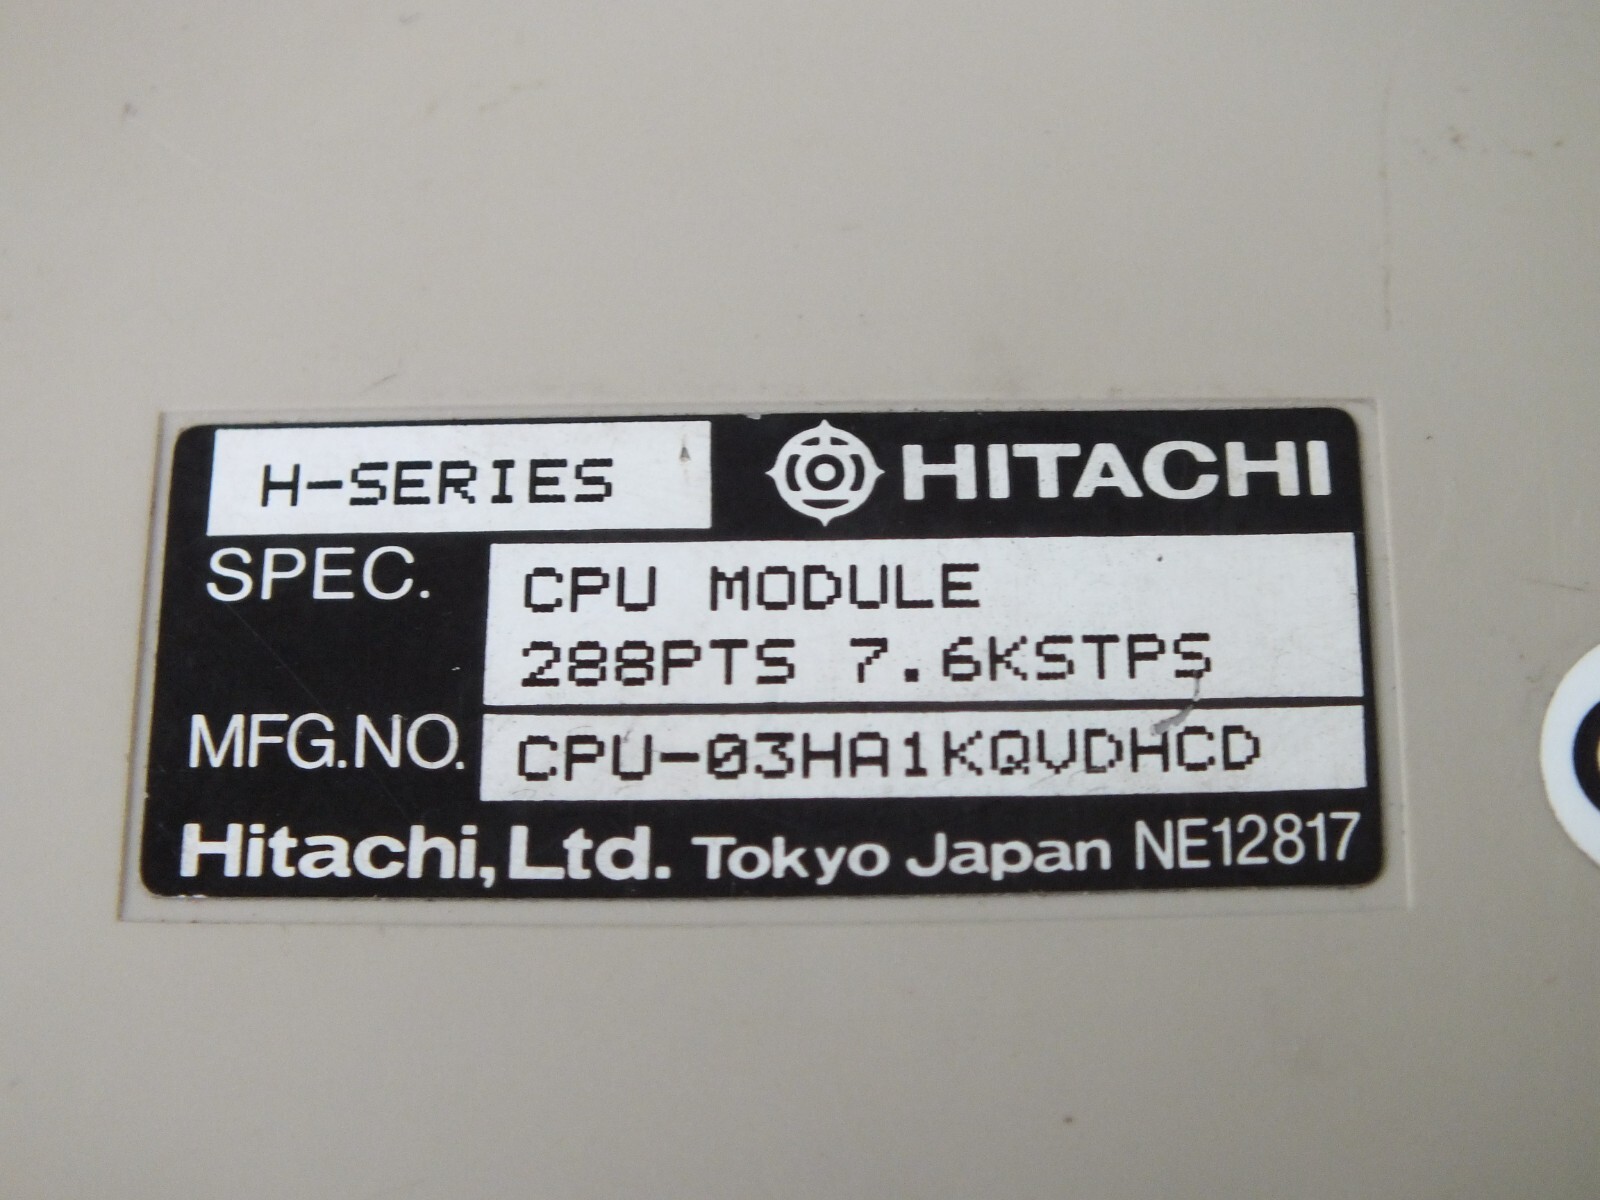 H-SERIES HITACHI
SPEC. CPU MODULE
288PTS 7.6KSTPS
MFG.NO. CPU-03HA1KQVDHCD
Hitachi, Ltd. Tokyo Japan NE12817